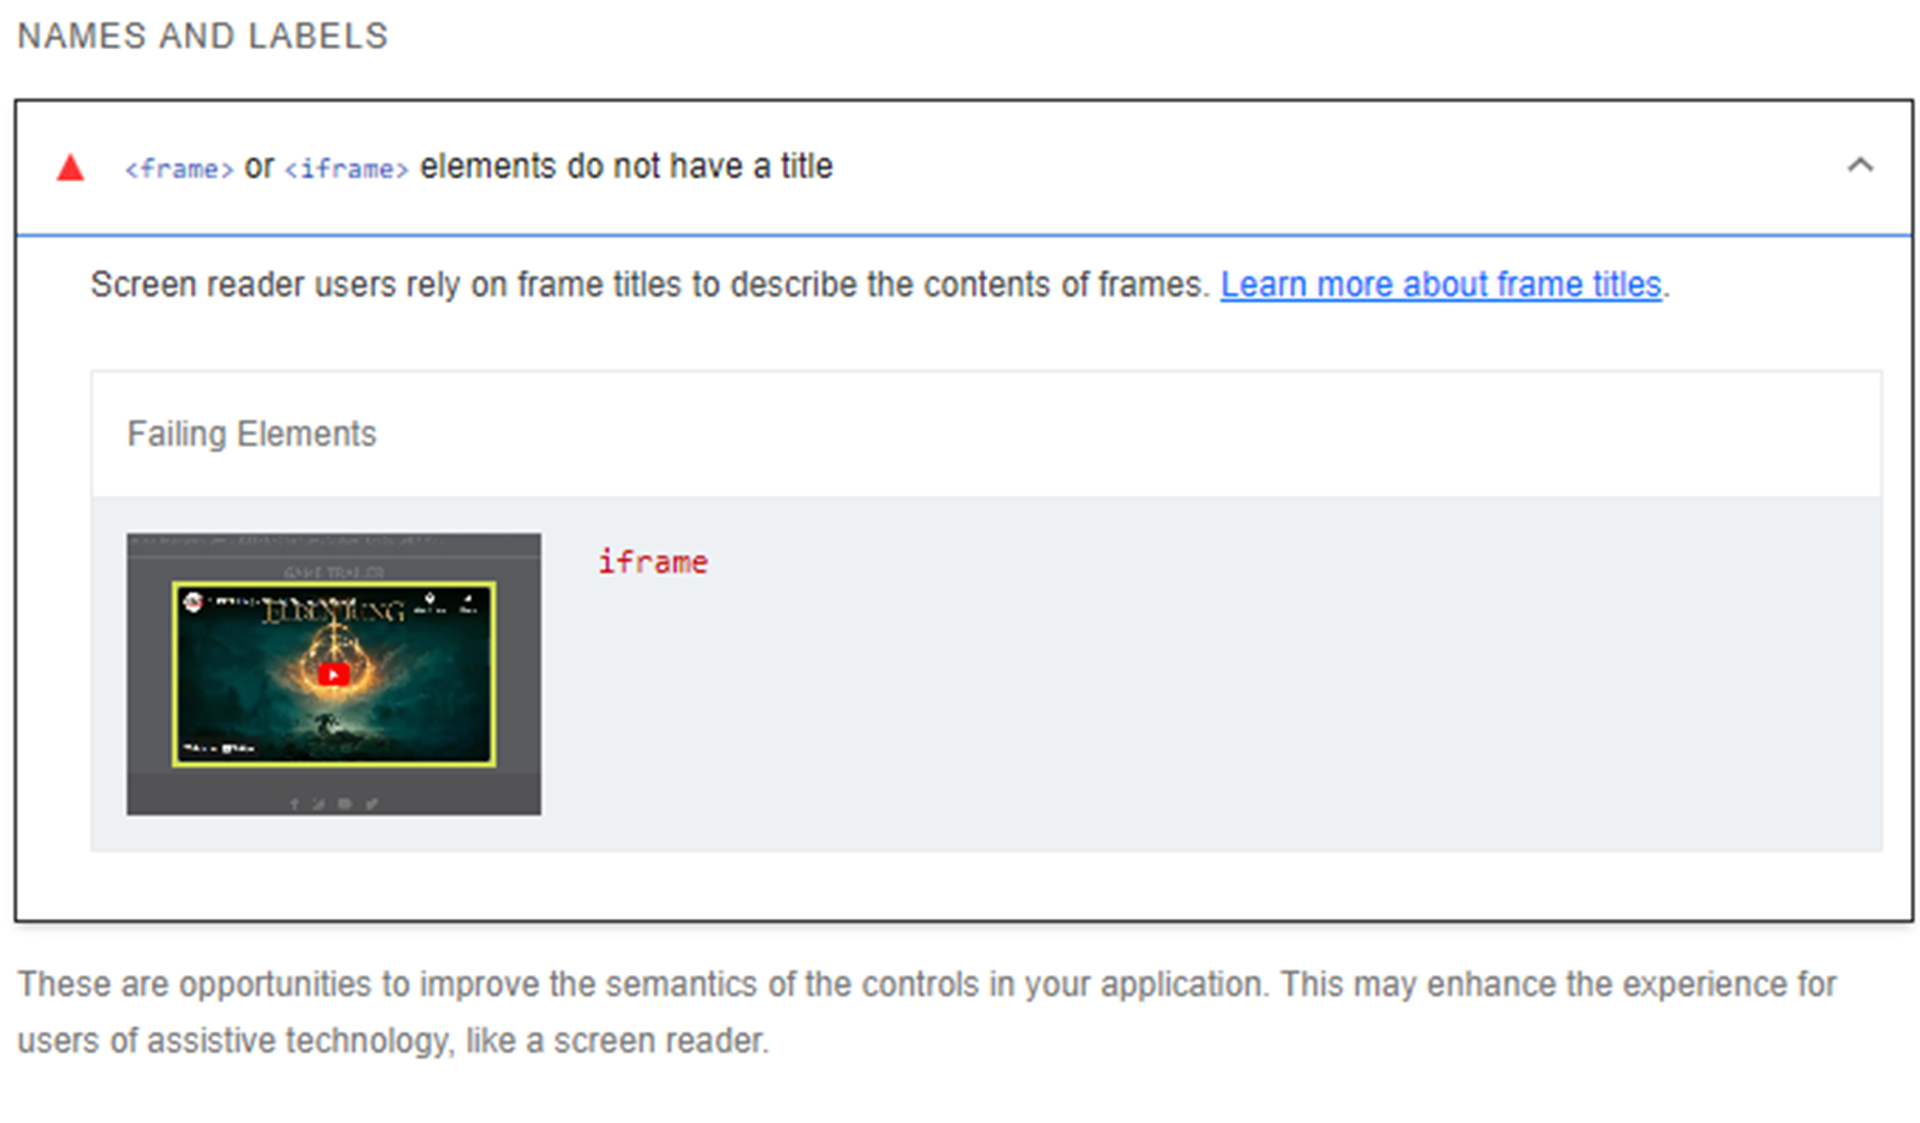 NAMES AND LABELS
<frame> or <iframe> elements do not have a title
Screen reader users rely on frame titles to describe the contents of frames. Learn more about frame titles.
Failing Elements
iframe
GAME TRAILER
ELDEN RING
These are opportunities to improve the semantics of the controls in your application. This may enhance the experience for
users of assistive technology, like a screen reader.